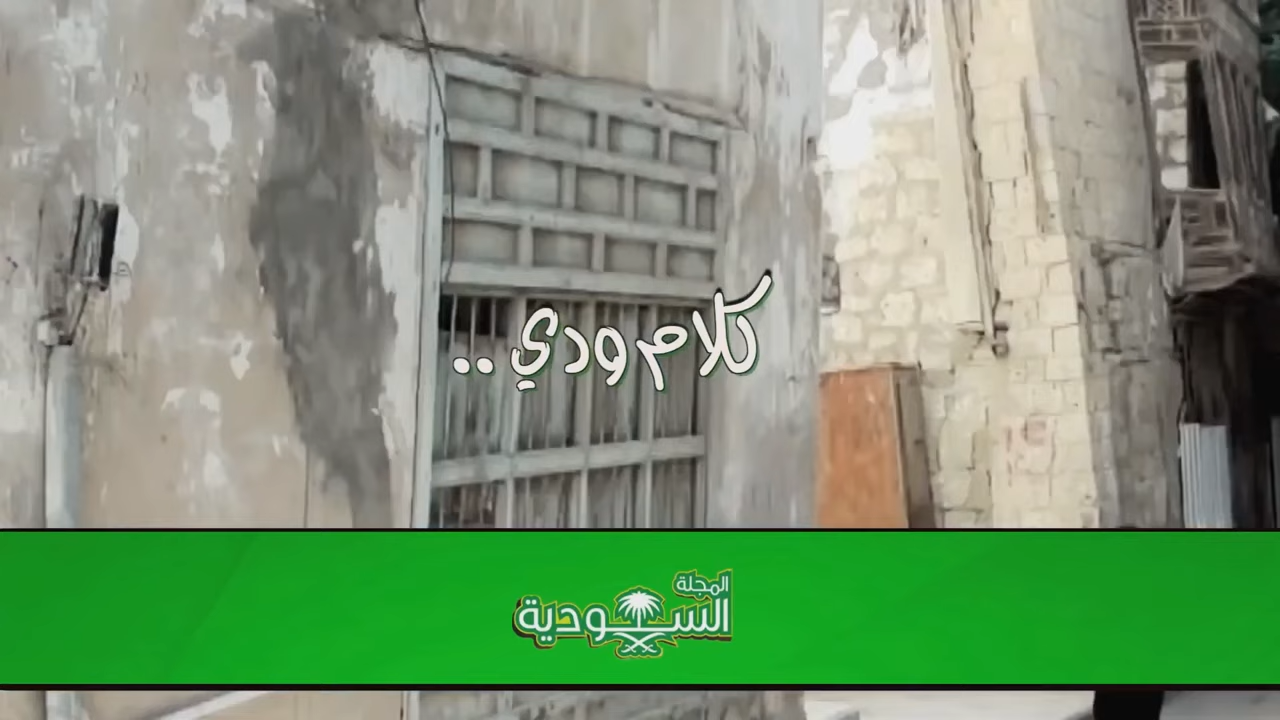 كلام ودي..
المجلة
السعودية